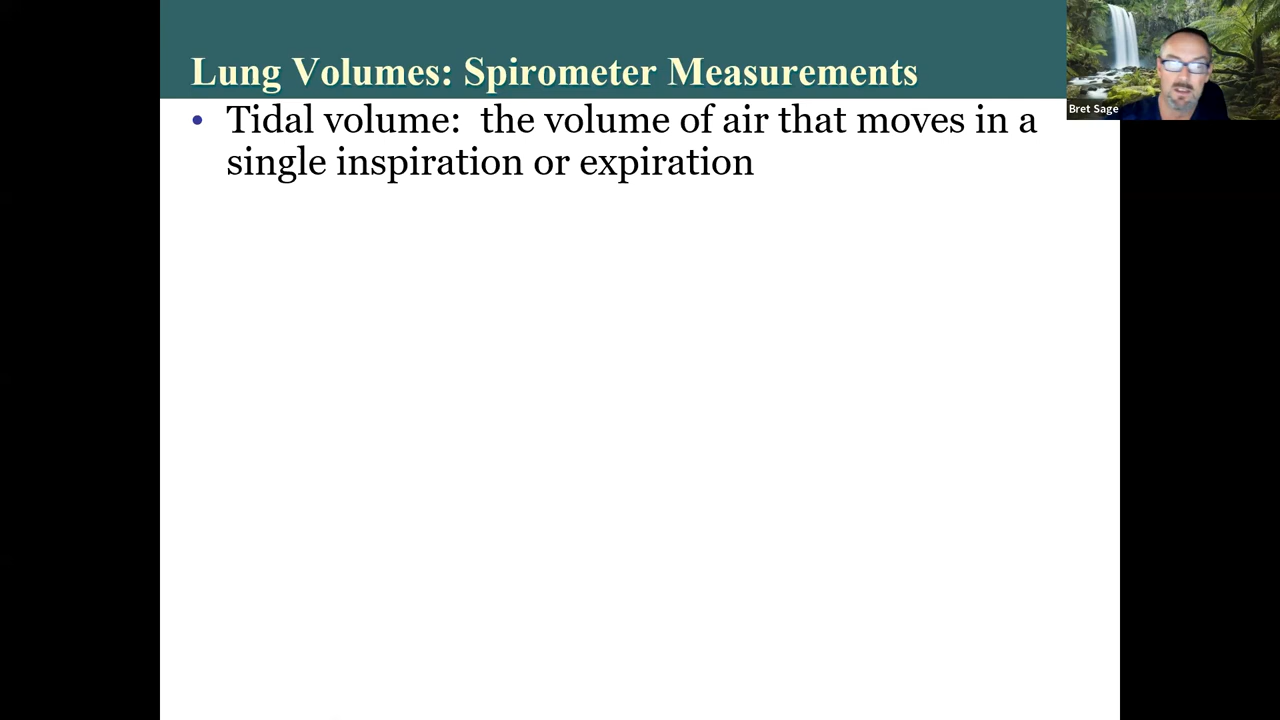 Lung Volumes: Spirometer Measurements
Bret Sage
• Tidal volume:  the volume of air that moves in a
single inspiration or expiration